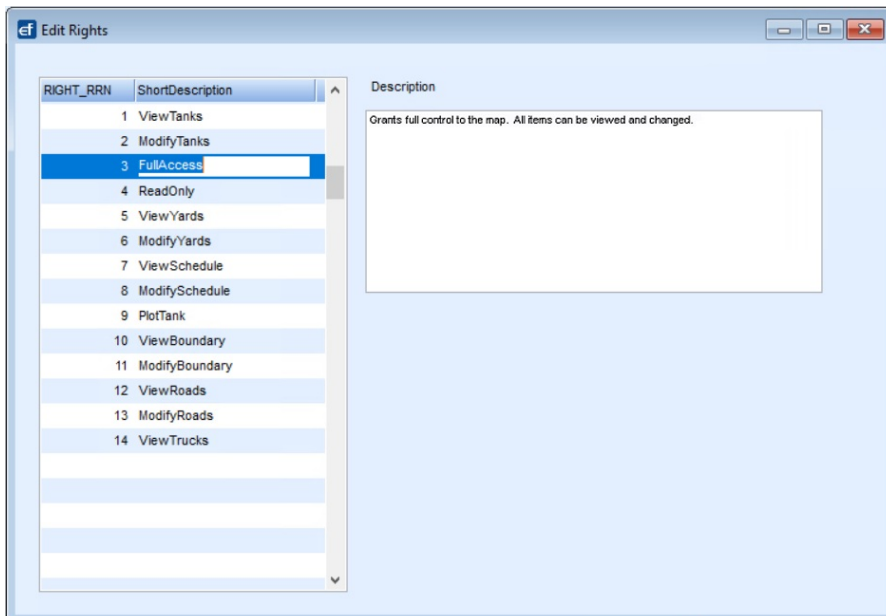 cf Edit Rights
RIGHT_RRN ShortDescription
1 ViewTanks
2 ModifyTanks
3 FullAccess
4 ReadOnly
5 ViewYards
6 ModifyYards
7 ViewSchedule
8 ModifySchedule
9 PlotTank
10 ViewBoundary
11 ModifyBoundary
12 ViewRoads
13 ModifyRoads
14 ViewTrucks
Description
Grants full control to the map. All items can be viewed and changed.